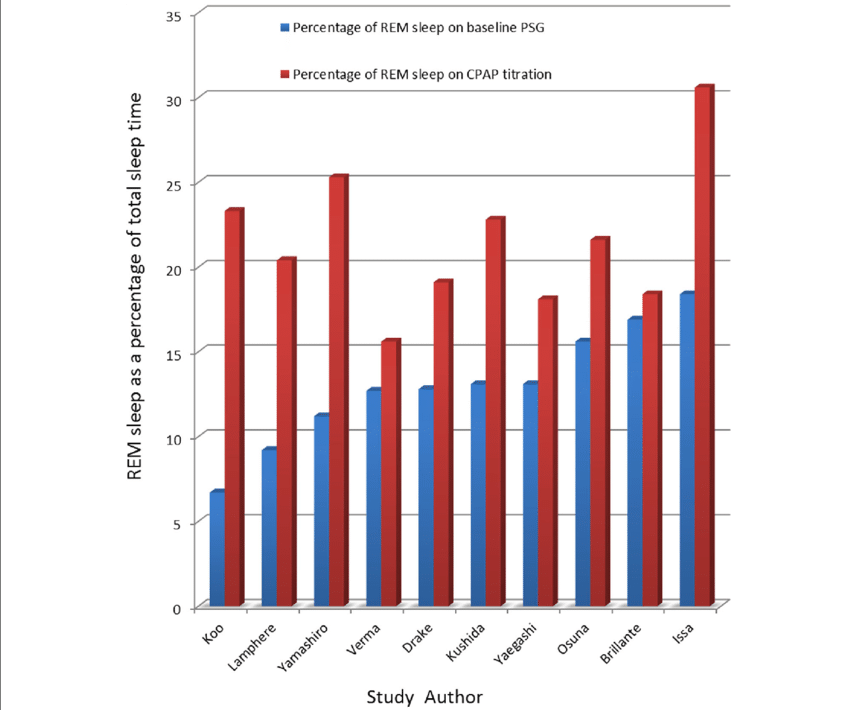 35
Percentage of REM sleep on baseline PSG
Percentage of REM sleep on CPAP titration
30
25
20
15
10
5
0
REM sleep as a percentage of total sleep time
Koo
Lamphere
Yamashiro
Verma
Drake
Kushida
Yaegashi
Osuna
Brillante
Issa
Study Author